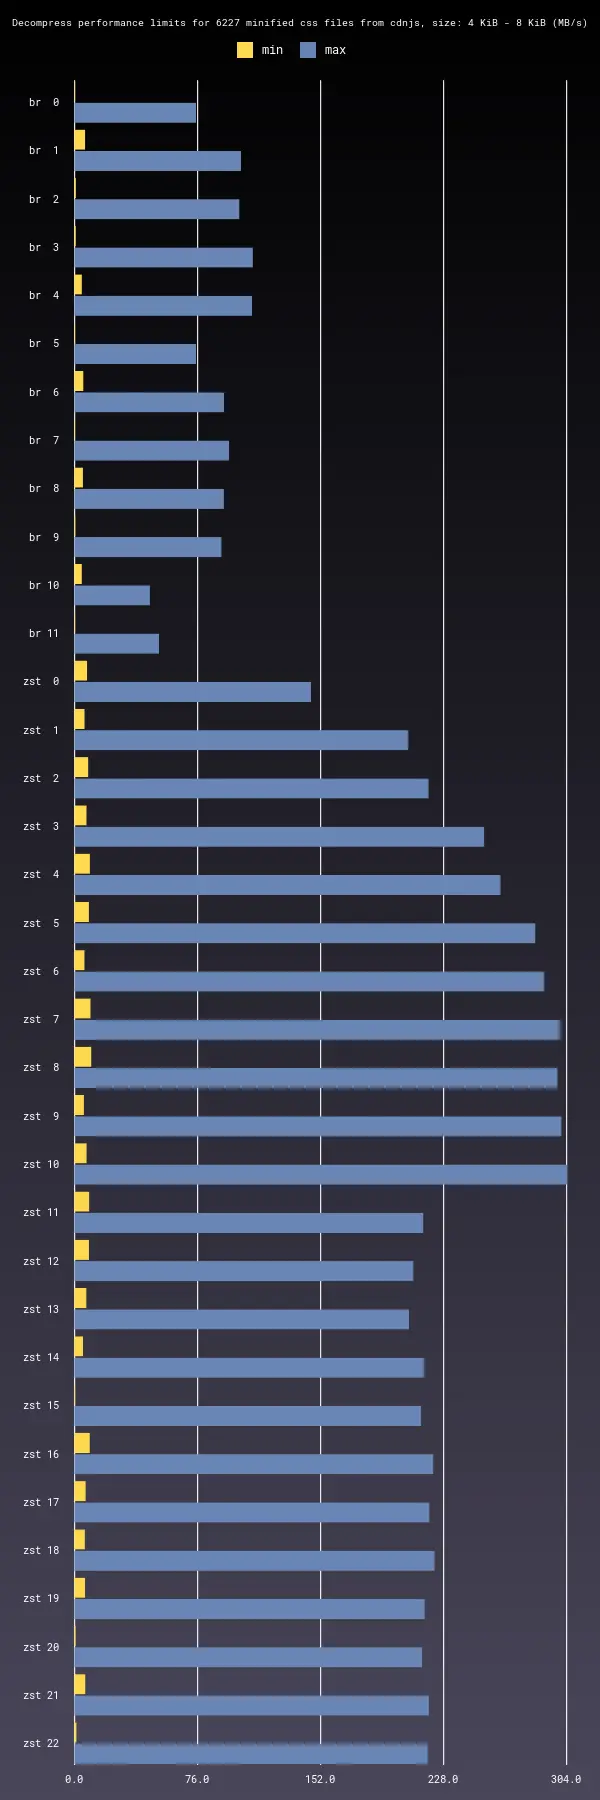 Decompress performance limits for 6227 minified css files from cdnjs, size: 4 KiB - 8 KiB (MB/s)
min max
br 0
br 1
br 2
br 3
br 4
br 5
br 6
br 7
br 8
br 9
br 10
br 11
zst 0
zst 1
zst 2
zst 3
zst 4
zst 5
zst 6
zst 7
zst 8
zst 9
zst 10
zst 11
zst 12
zst 13
zst 14
zst 15
zst 16
zst 17
zst 18
zst 19
zst 20
zst 21
zst 22
0.0 76.0 152.0 228.0 304.0